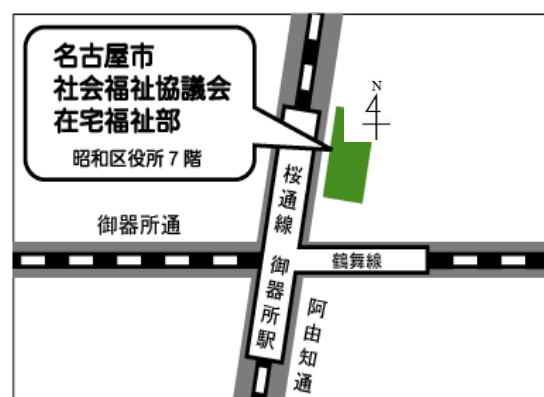 名古屋市
社会福祉協議会
在宅福祉部
昭和区役所7階
N
御器所通
桜通線 御器所駅
鶴舞線
阿由知通